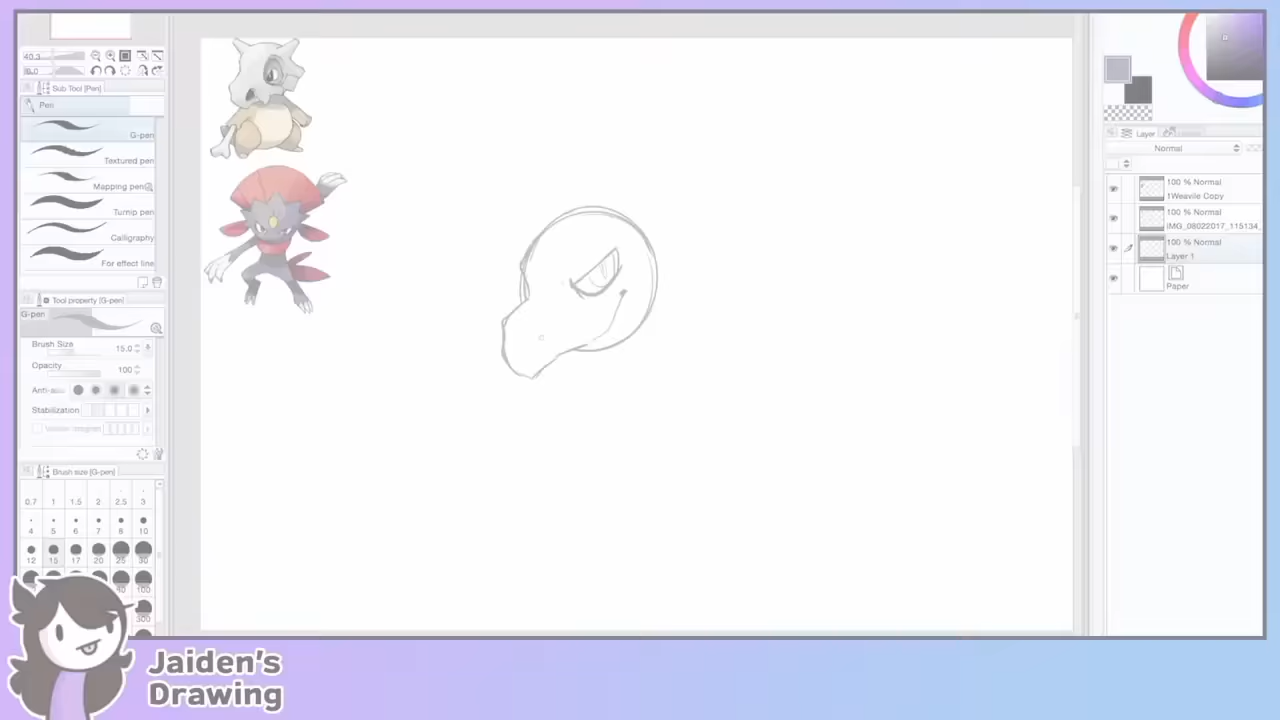 40.3
Sub Tool [Pen]
Pen
G-pen
Textured pen
Mapping pen
Turnip pen
Calligraphy
For effect line
Tool property [G-pen]
G-pen
Brush Size 15.0
Opacity 100
Stabilization
Brush size [G-pen]
0.7 1 1.5 2 2.5 3
4 5 6 7 8 10
12 15 17 20 25 30
100
300
Jaiden's
Drawing
Layer
Normal
100 % Normal
1Weavile Copy
100 % Normal
IMG_08022017_115134_
100 % Normal
Layer 1
Paper